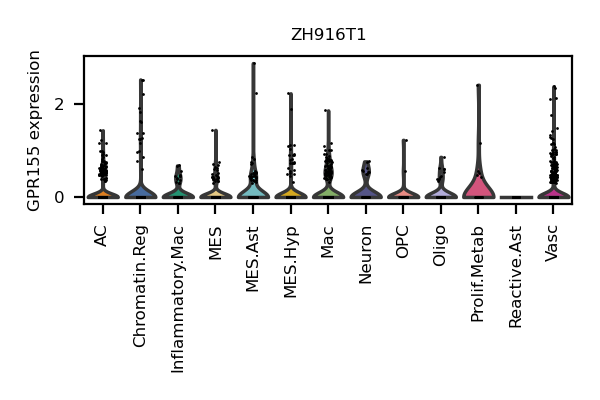 ZH916T1
GPR155 expression
2
0
AC
Chromatin.Reg
Inflammatory.Mac
MES
MES.Ast
MES.Hyp
Mac
Neuron
OPC
Oligo
Prolif.Metab
Reactive.Ast
Vasc